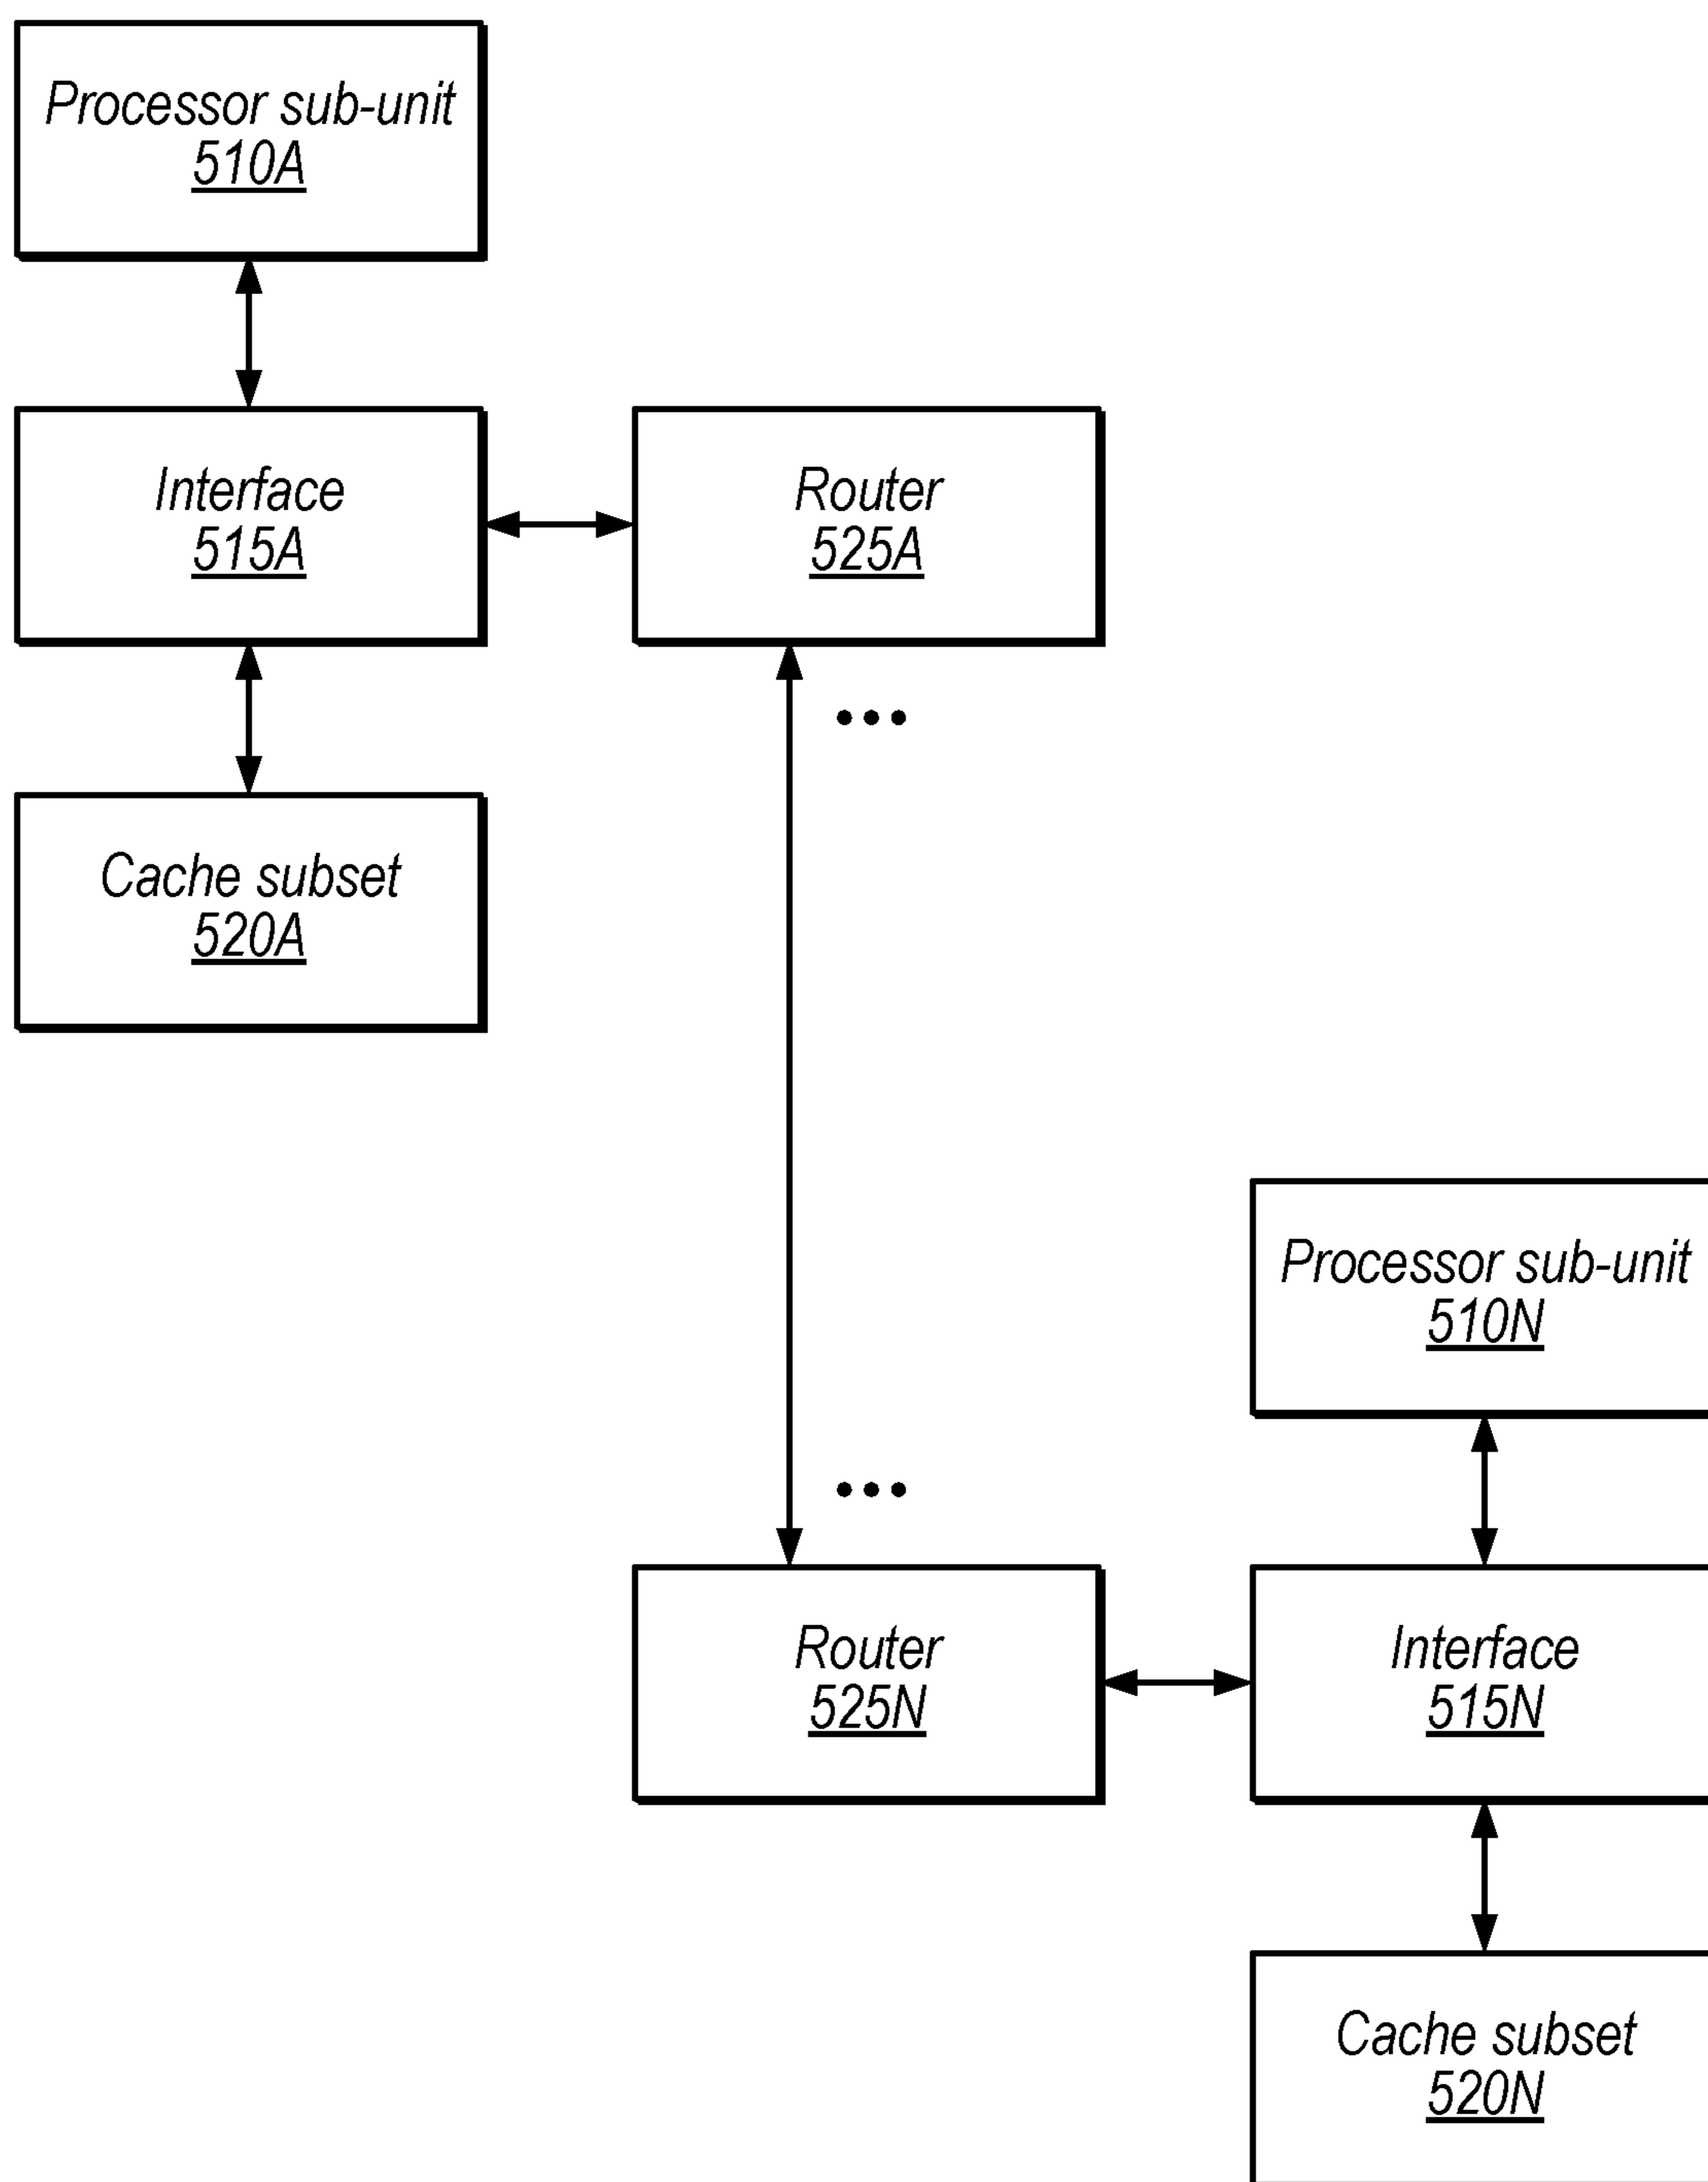 Processor sub-unit
510A
Interface
515A
Router
525A
Cache subset
520A
Processor sub-unit
510N
Router
525N
Interface
515N
Cache subset
520N